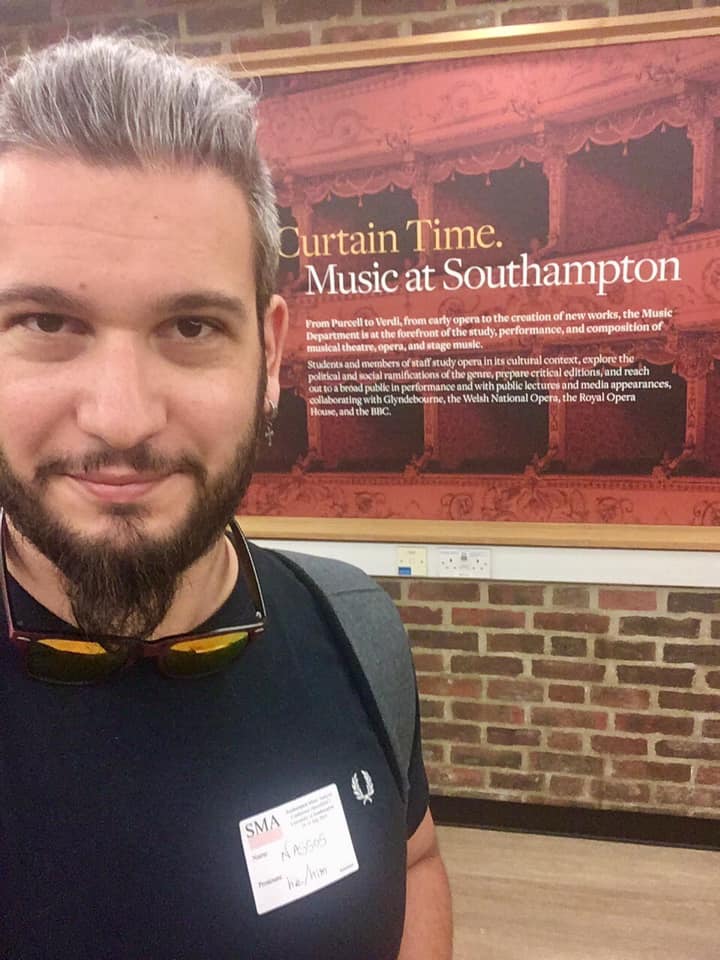 Curtain Time.
Music at Southampton
From Purcell to Verdi, from early opera to the creation of new works, the Music
Department is at the forefront of the study, performance, and composition of
musical theatre, opera, and stage music.
Students and members of staff study opera in its cultural context, explore the
political and social ramifications of the genre, prepare critical editions, and reach
out to a broad public in performance and with public lectures and media appearances,
collaborating with Glyndebourne, the Welsh National Opera, the Royal Opera
House, and the BBC.
SMA
Name:
NASSOS
Pronouns:
he/him